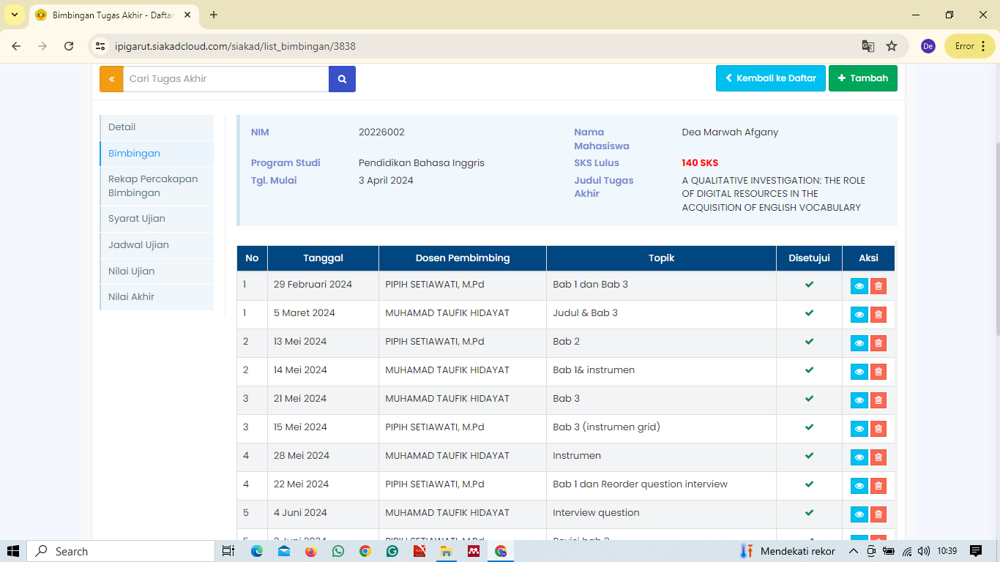 Bimbingan Tugas Akhir - Daftar
ipigarut.siakadcloud.com/siakad/list_bimbingan/3838
De
Error
«
Cari Tugas Akhir
Kembali ke Daftar
Tambah
Detail
Bimbingan
Rekap Percakapan
Bimbingan
Syarat Ujian
Jadwal Ujian
Nilai Ujian
Nilai Akhir
NIM 20226002 Nama Mahasiswa Dea Marwah Afgany
Program Studi Pendidikan Bahasa Inggris SKS Lulus 140 SKS
Tgl. Mulai 3 April 2024 Judul Tugas Akhir A QUALITATIVE INVESTIGATION: THE ROLE
OF DIGITAL RESOURCES IN THE
ACQUISITION OF ENGLISH VOCABULARY
No Tanggal Dosen Pembimbing Topik Disetujui Aksi
1 29 Februari 2024 PIPIH SETIAWATI, M.Pd Bab 1 dan Bab 3
1 5 Maret 2024 MUHAMAD TAUFIK HIDAYAT Judul & Bab 3
2 13 Mei 2024 PIPIH SETIAWATI, M.Pd Bab 2
2 14 Mei 2024 MUHAMAD TAUFIK HIDAYAT Bab 1& instrumen
3 21 Mei 2024 MUHAMAD TAUFIK HIDAYAT Bab 3
3 15 Mei 2024 PIPIH SETIAWATI, M.Pd Bab 3 (instrumen grid)
4 28 Mei 2024 MUHAMAD TAUFIK HIDAYAT Instrumen
4 22 Mei 2024 PIPIH SETIAWATI, M.Pd Bab 1 dan Reorder question interview
5 4 Juni 2024 MUHAMAD TAUFIK HIDAYAT Interview question
Search
Mendekati rekor
10:39